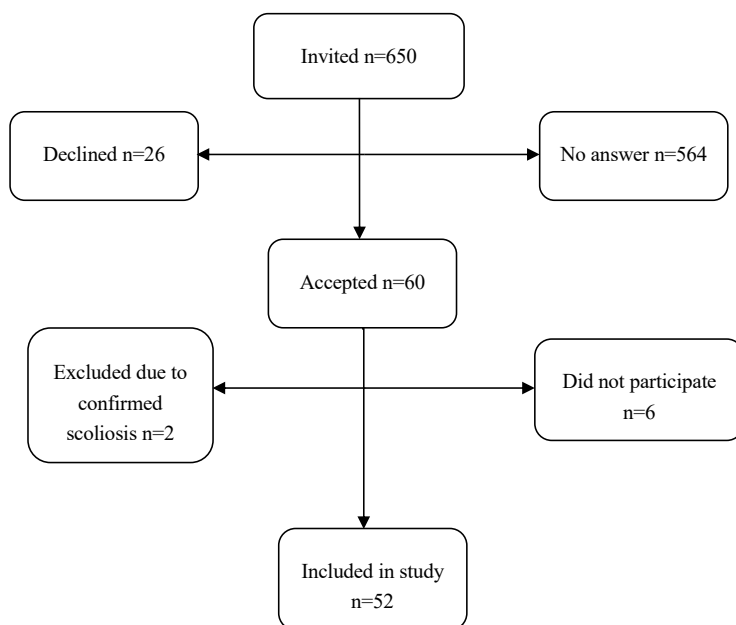 Invited n=650
Declined n=26
No answer n=564
Accepted n=60
Excluded due to
confirmed
scoliosis n=2
Did not participate
n=6
Included in study
n=52